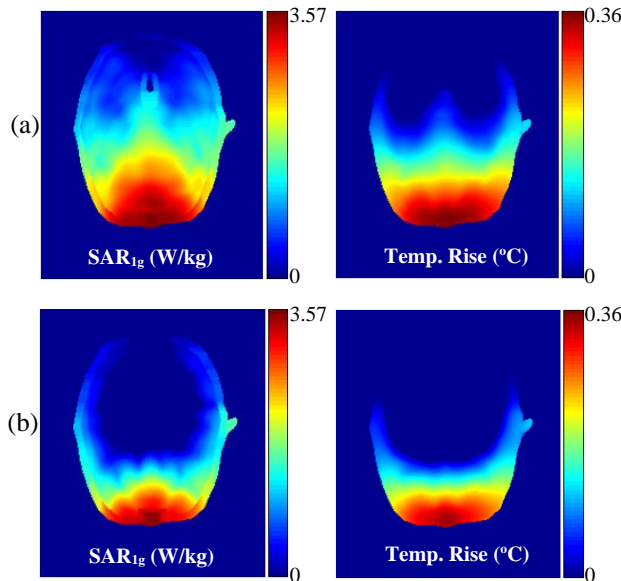 3.57
0.36
(a)
SAR1g (W/kg)
0
Temp. Rise (ºC)
0
3.57
0.36
(b)
SAR1g (W/kg)
0
Temp. Rise (ºC)
0